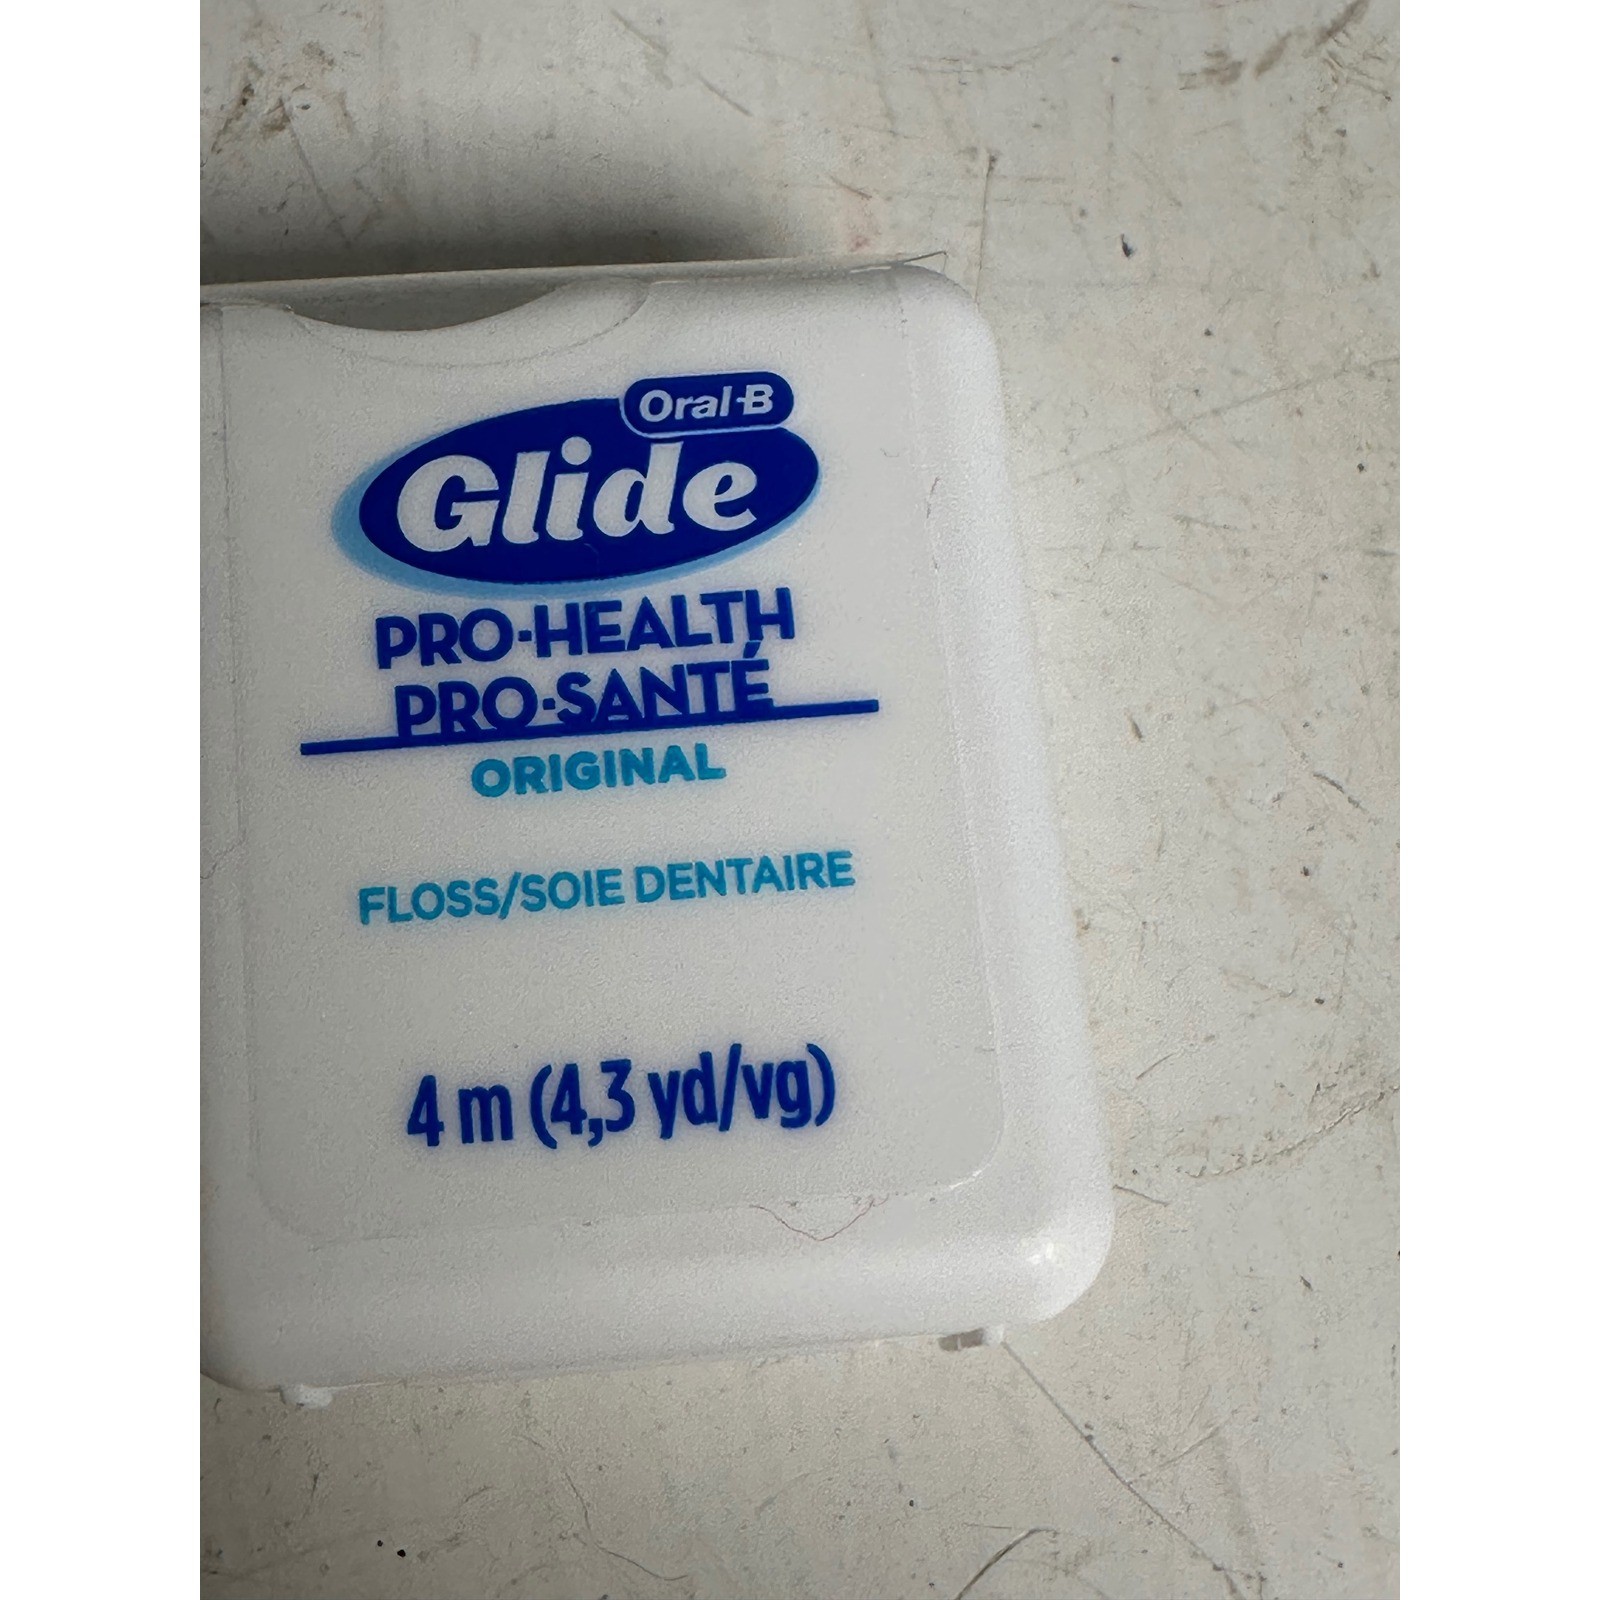 Oral-B
Glide
PRO-HEALTH
PRO-SANTÉ
ORIGINAL
FLOSS/SOIE DENTAIRE
4 m (4,3 yd/vg)